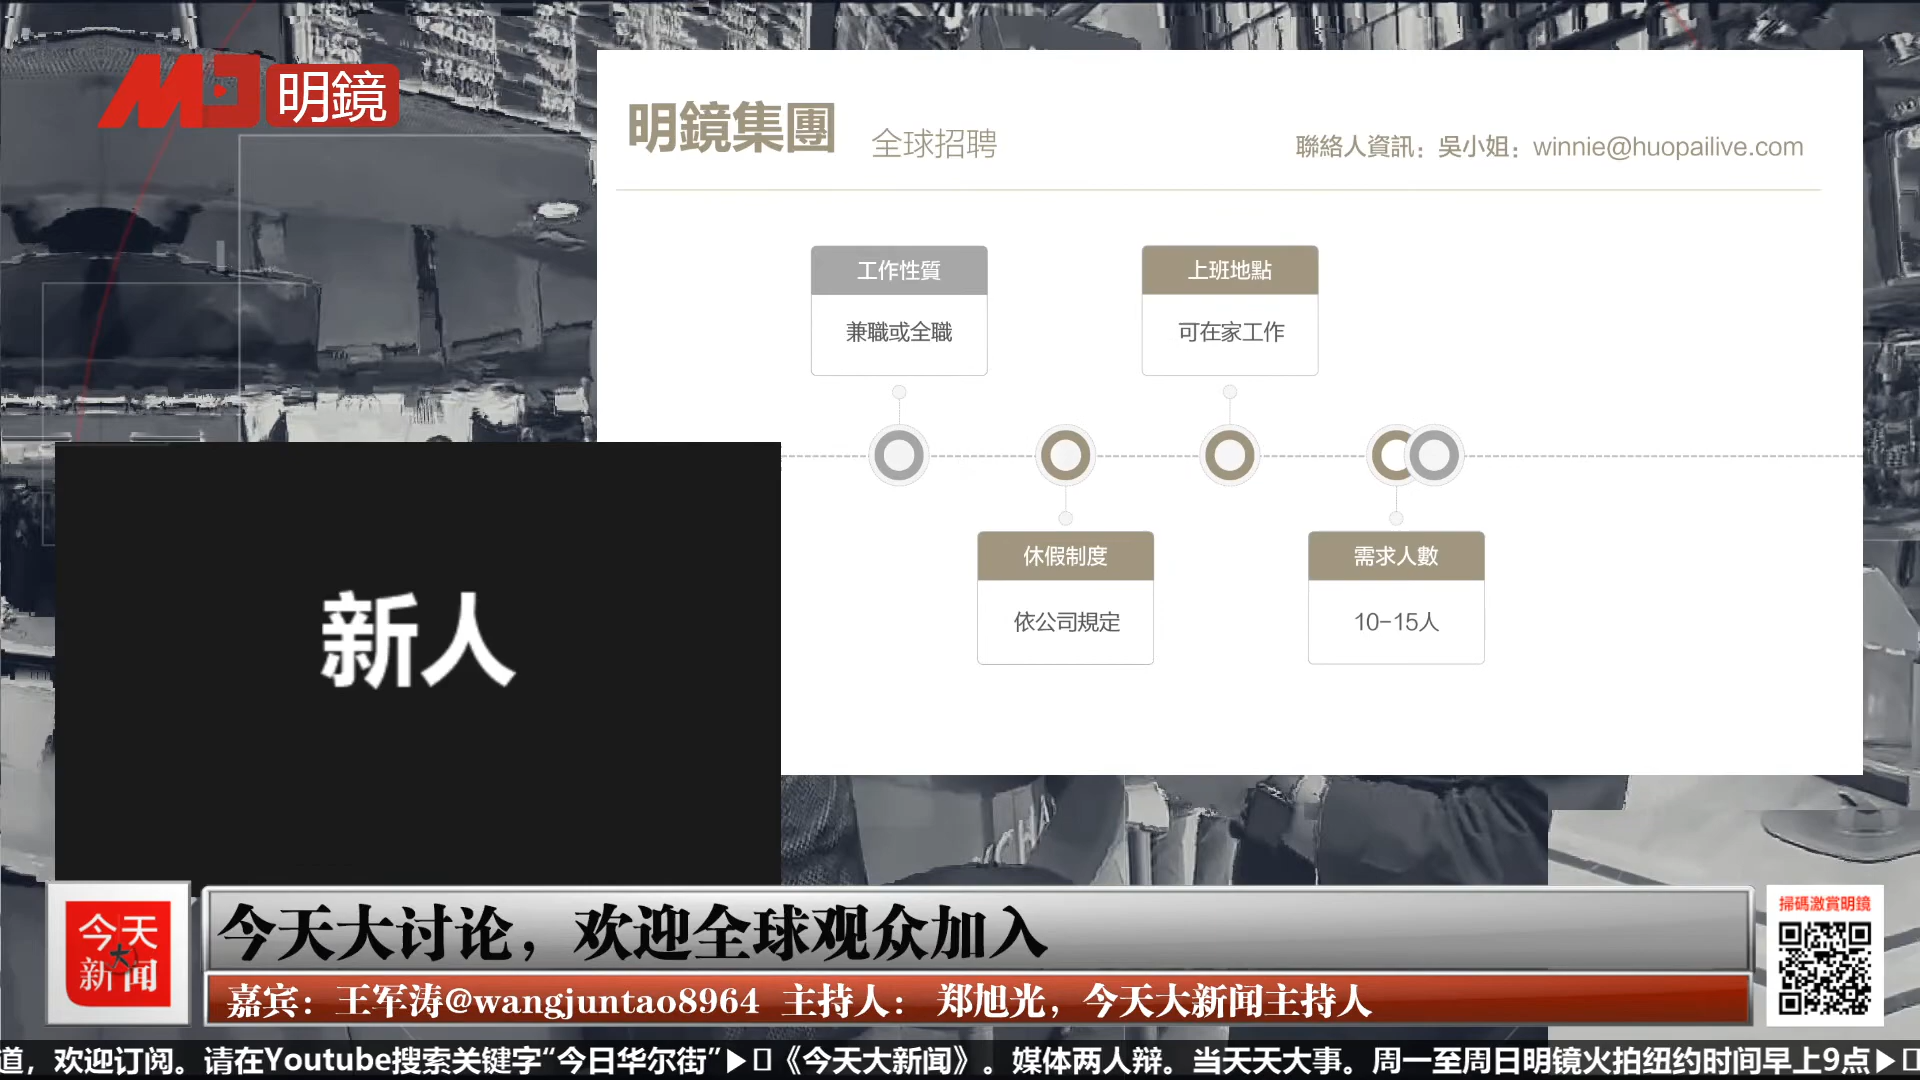 明鏡
明鏡集團 全球招聘 聯絡人資訊：吳小姐：winnie@huopailive.com
工作性質
兼職或全職
上班地點
可在家工作
休假制度
依公司規定
需求人數
10-15人
新人
今天大新闻
今天大讨论，欢迎全球观众加入
嘉宾：王军涛@wangjuntao8964 主持人： 郑旭光，今天大新闻主持人
掃碼激賞明鏡
道，欢迎订阅。请在Youtube搜索关键字“今日华尔街”▶《今天大新闻》。媒体两人辩。当天天大事。周一至周日明镜火拍纽约时间早上9点▶